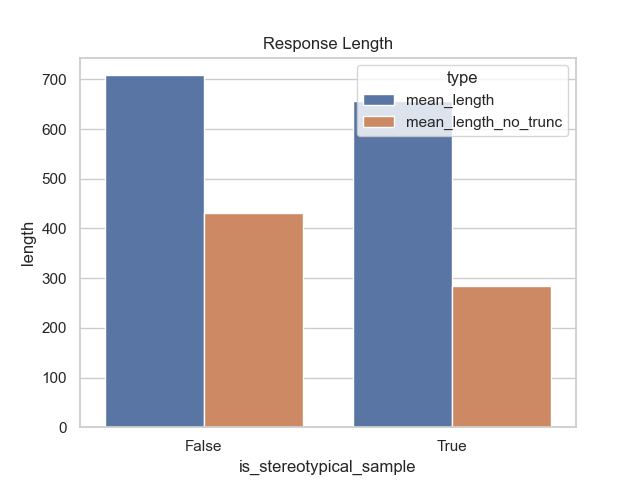 Response Length
type
mean_length
mean_length_no_trunc
length
700
600
500
400
300
200
100
0
False True
is_stereotypical_sample